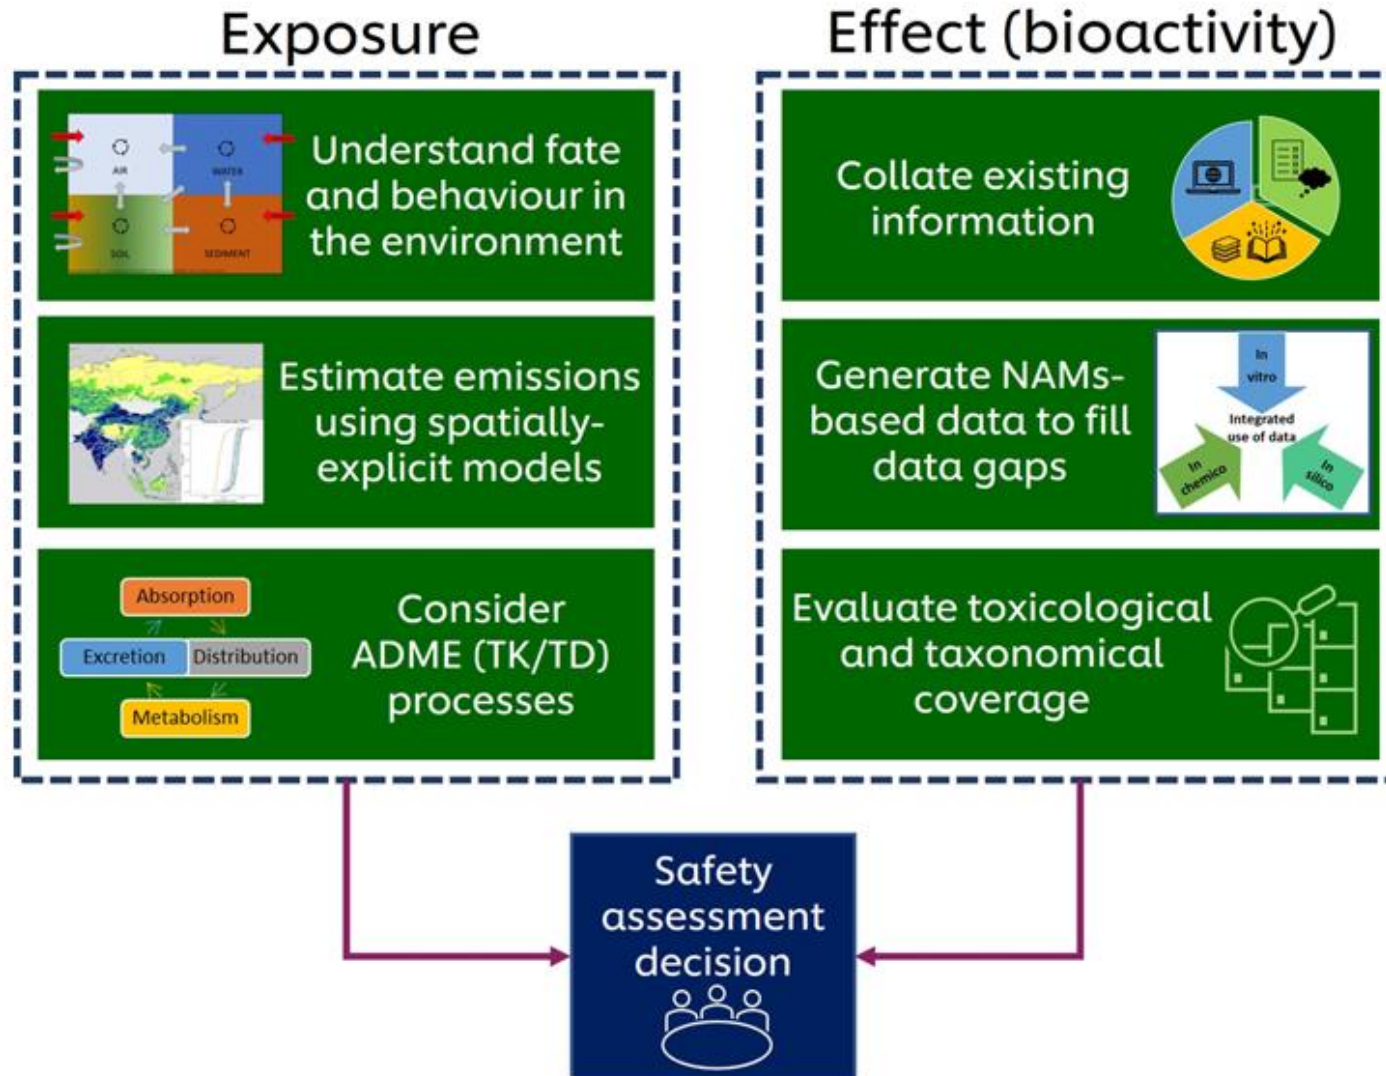 Exposure
Effect (bioactivity)
AIR
WATER
SOIL
SEDIMENT
Understand fate
and behaviour in
the environment
Estimate emissions
using spatially-
explicit models
Absorption
Excretion
Distribution
Metabolism
Consider
ADME (TK/TD)
processes
Collate existing
information
Generate NAMs-
based data to fill
data gaps
In
vitro
Integrated
use of data
In
chemico
In
silico
Evaluate toxicological
and taxonomical
coverage
Safety
assessment
decision